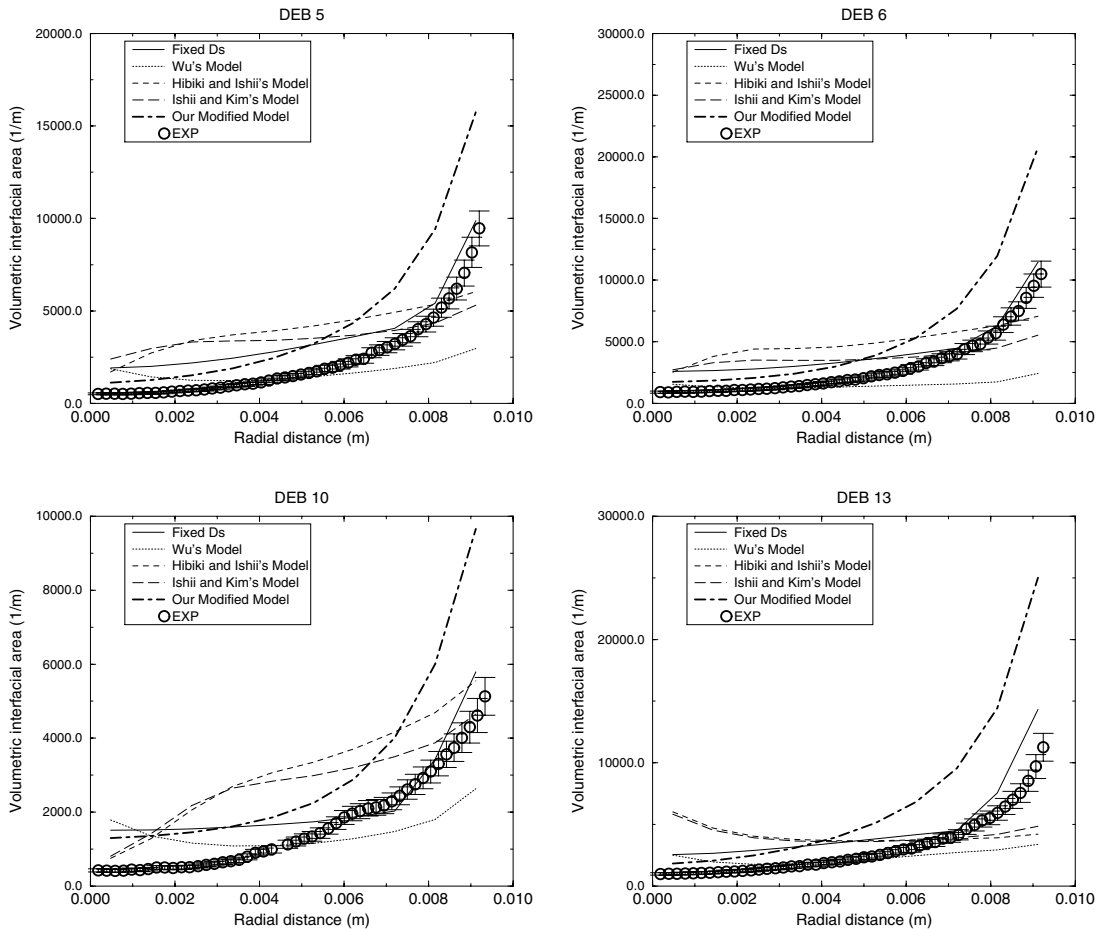 DEB 5
20000.0
15000.0
10000.0
5000.0
0.0
Volumetric interfacial area (1/m)
Fixed Ds
Wu's Model
Hibiki and Ishii's Model
Ishii and Kim's Model
Our Modified Model
EXP
0.000 0.002 0.004 0.006 0.008 0.010
Radial distance (m)
DEB 6
30000.0
25000.0
20000.0
15000.0
10000.0
5000.0
0.0
Volumetric interfacial area (1/m)
Fixed Ds
Wu's Model
Hibiki and Ishii's Model
Ishii and Kim's Model
Our Modified Model
EXP
0.000 0.002 0.004 0.006 0.008 0.010
Radial distance (m)
DEB 10
10000.0
8000.0
6000.0
4000.0
2000.0
0.0
Volumetric interfacial area (1/m)
Fixed Ds
Wu's Model
Hibiki and Ishii's Model
Ishii and Kim's Model
Our Modified Model
EXP
0.000 0.002 0.004 0.006 0.008 0.010
Radial distance (m)
DEB 13
30000.0
20000.0
10000.0
0.0
Volumetric interfacial area (1/m)
Fixed Ds
Wu's Model
Hibiki and Ishii's Model
Ishii and Kim's Model
Our Modified Model
EXP
0.000 0.002 0.004 0.006 0.008 0.010
Radial distance (m)